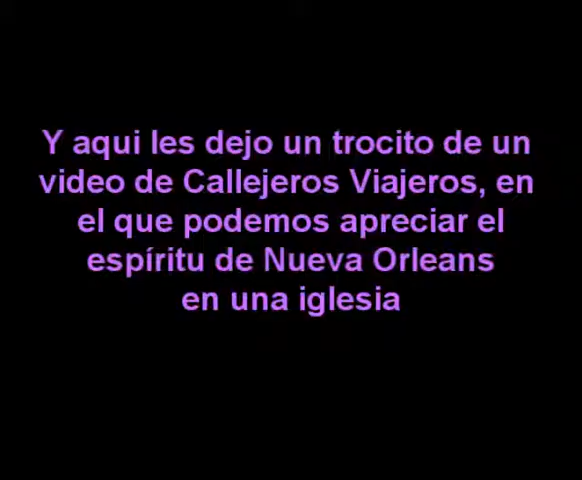 Y aqui les dejo un trocito de un
video de Callejeros Viajeros, en
el que podemos apreciar el
espíritu de Nueva Orleans
en una iglesia